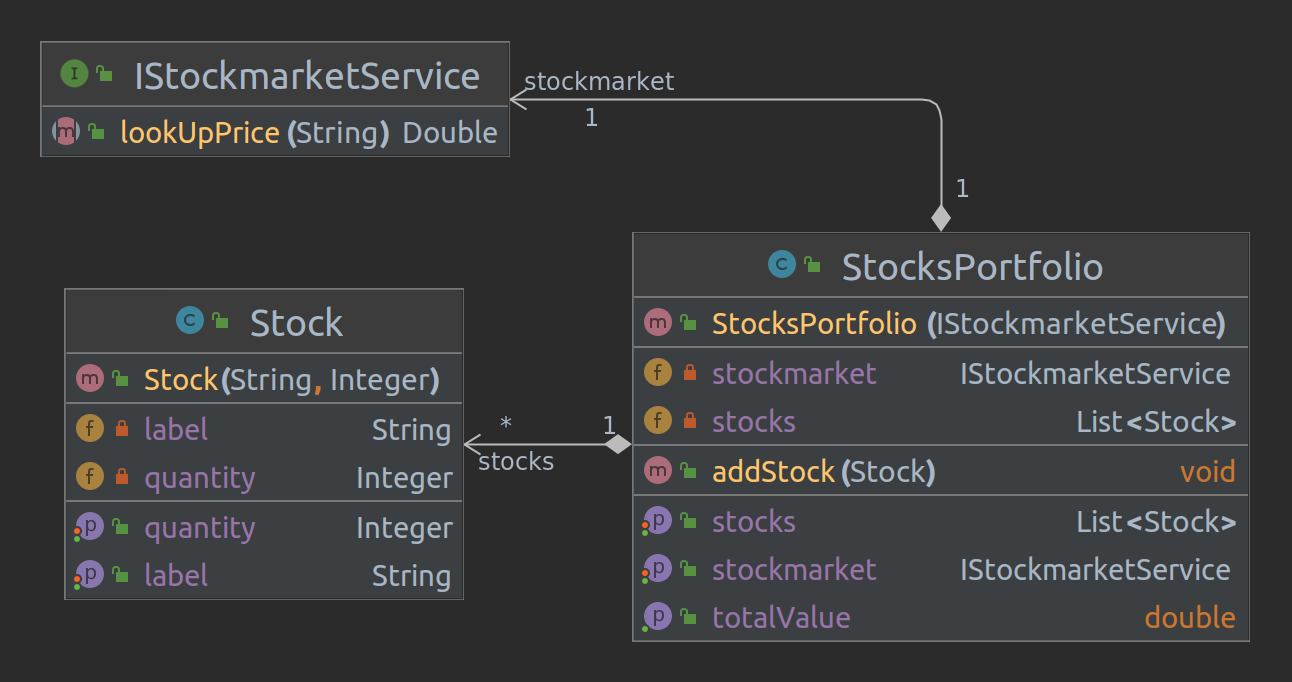 I IStockmarketService
m lookUpPrice(String) Double
stockmarket
1
1
C Stock
m Stock(String, Integer)
f label String
f quantity Integer
p quantity Integer
p label String
*
1
stocks
C StocksPortfolio
m StocksPortfolio(IStockmarketService)
f stockmarket IStockmarketService
f stocks List<Stock>
m addStock(Stock) void
p stocks List<Stock>
p stockmarket IStockmarketService
p totalValue double